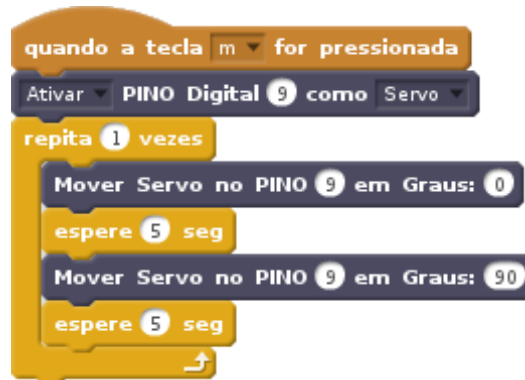 quando a tecla m for pressionada
Ativar PINO Digital 9 como Servo
repita 1 vezes
Mover Servo no PINO 9 em Graus: 0
espere 5 seg
Mover Servo no PINO 9 em Graus: 90
espere 5 seg